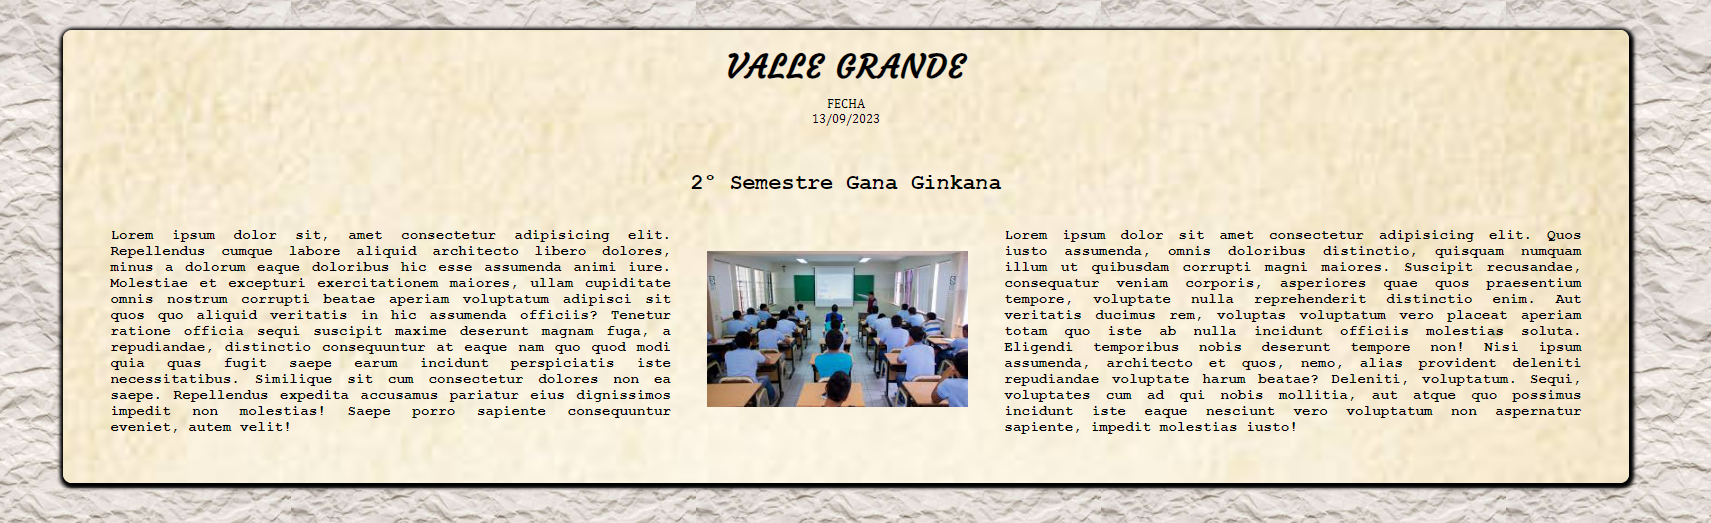 VALLE GRANDE
FECHA
13/09/2023
2° Semestre Gana Ginkana
Lorem ipsum dolor sit, amet consectetur adipisicing elit.
Repellendus cumque labore aliquid architecto libero dolores,
minus a dolorum eaque doloribus hic esse assumenda animi iure.
Molestiae et excepturi exercitationem maiores, ullam cupiditate
omnis nostrum corrupti beatae aperiam voluptatum adipisci sit
quos quo aliquid veritatis in hic assumenda officiis? Tenetur
ratione officia sequi suscipit maxime deserunt magnam fuga, a
repudiandae, distinctio consequuntur at eaque nam quo quod modi
quia quas fugit saepe earum incidunt perspiciatis iste
necessitatibus. Similique sit cum consectetur dolores non ea
saepe. Repellendus expedita accusamus pariatur eius dignissimos
impedit non molestias! Saepe porro sapiente consequuntur
eveniet, autem velit!
Lorem ipsum dolor sit amet consectetur adipisicing elit. Quos
iusto assumenda, omnis doloribus distinctio, quisquam numquam
illum ut quibusdam corrupti magni maiores. Suscipit recusandae,
consequatur veniam corporis, asperiores quae quos praesentium
tempore, voluptate nulla reprehenderit distinctio enim. Aut
veritatis ducimus rem, voluptas voluptatum vero placeat aperiam
totam quo iste ab nulla incidunt officiis molestias soluta.
Eligendi temporibus nobis deserunt tempore non! Nisi ipsum
assumenda, architecto et quos, nemo, alias provident deleniti
repudiandae voluptate harum beatae? Deleniti, voluptatum. Sequi,
voluptates cum ad qui nobis mollitia, aut atque quo possimus
incidunt iste eaque nesciunt vero voluptatum non aspernatur
sapiente, impedit molestias iusto!